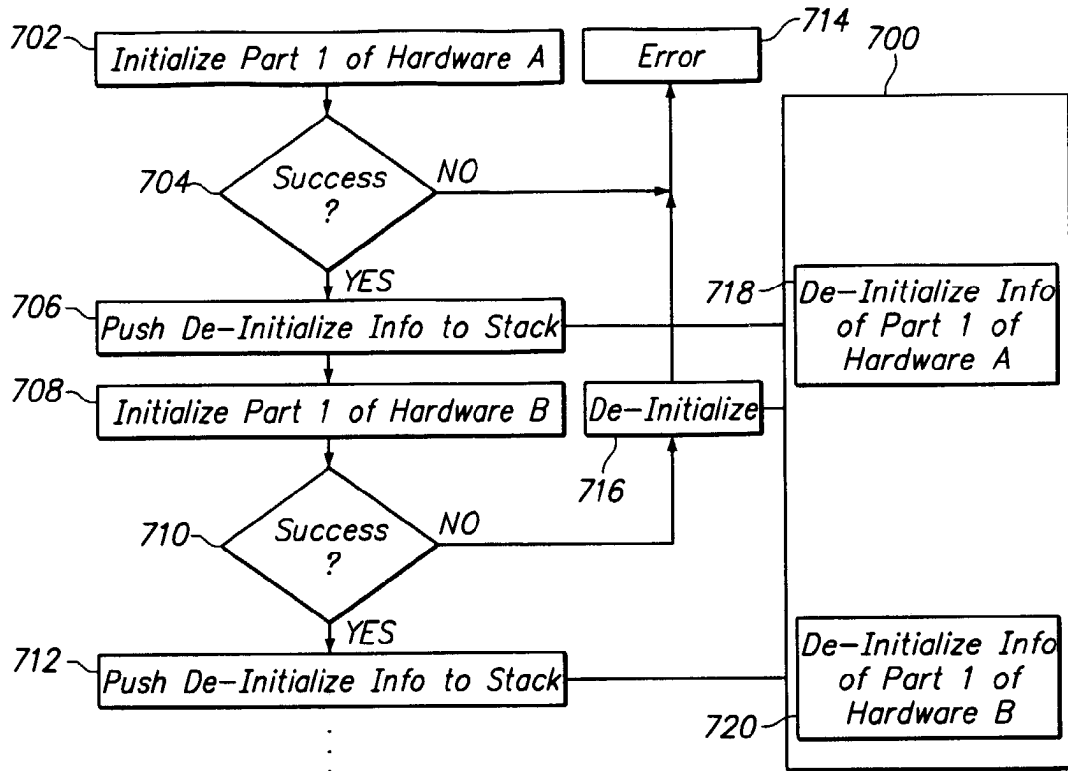 702
Initialize Part 1 of Hardware A
714
Error
700
704
Success
?
NO
YES
706
Push De-Initialize Info to Stack
718
De-Initialize Info
of Part 1 of
Hardware A
708
Initialize Part 1 of Hardware B
De-Initialize
716
710
Success
?
NO
YES
712
Push De-Initialize Info to Stack
De-Initialize Info
of Part 1 of
Hardware B
720